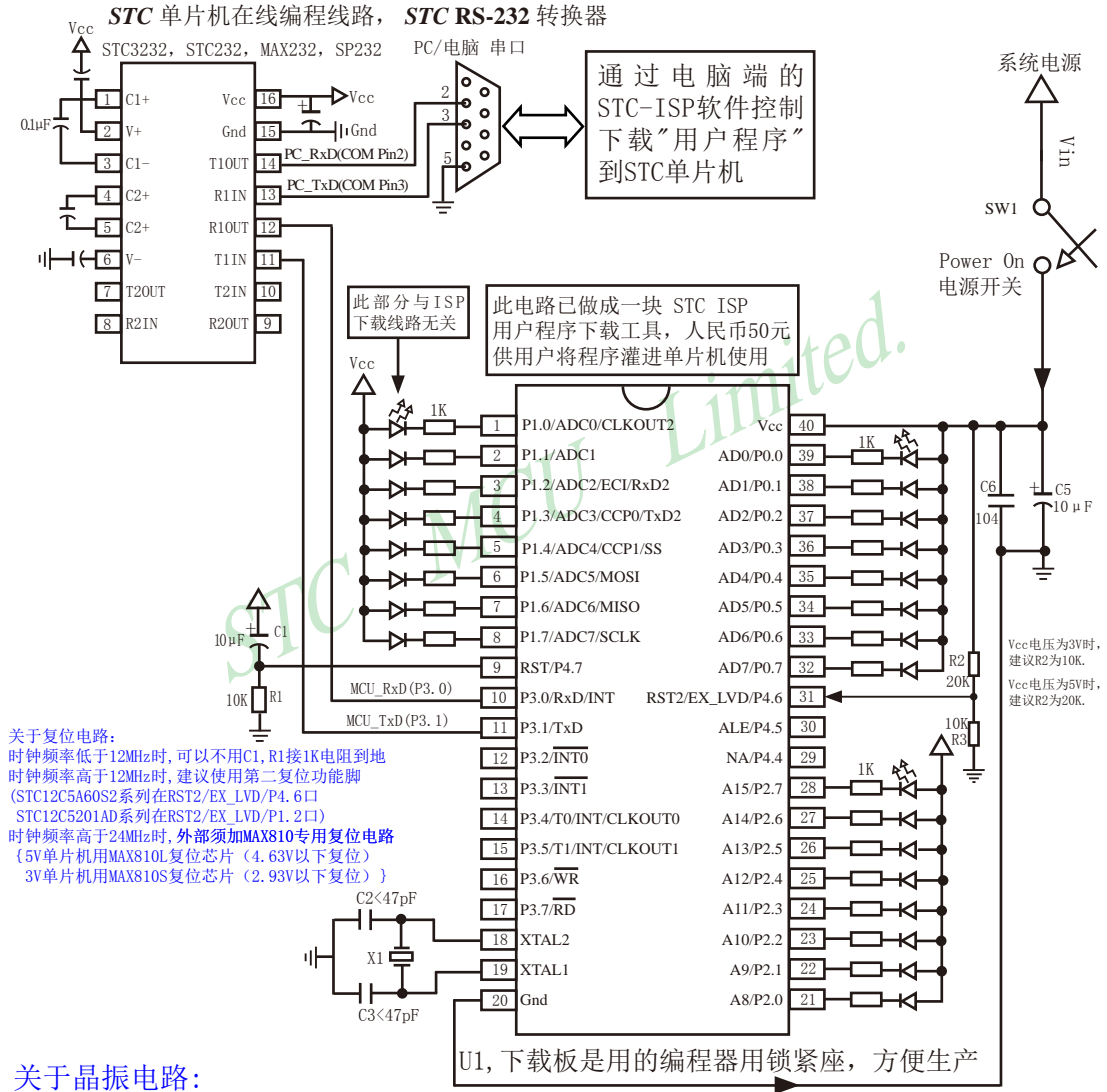 STC 单片机在线编程线路， STC RS-232 转换器
Vcc
STC3232，STC232，MAX232，SP232
PC/电脑 串口
0.1μF
1 C1+
2 V+
3 C1-
4 C2+
5 C2+
6 V-
7 T2OUT
8 R2IN
Vcc 16
Gnd 15
T1OUT 14
R1IN 13
R1OUT 12
T1IN 11
T2IN 10
R2OUT 9
+
Vcc
Gnd
PC_RxD(COM Pin2)
PC_TxD(COM Pin3)
2
3
5
通过电脑端的
STC-ISP软件控制
下载"用户程序"
到STC单片机
系统电源
Vin
SW1
Power On
电源开关
此部分与ISP
下载线路无关
此电路已做成一块 STC ISP
用户程序下载工具，人民币50元
供用户将程序灌进单片机使用
STC MCU Limited.
Vcc
1K
1 P1.0/ADC0/CLKOUT2
2 P1.1/ADC1
3 P1.2/ADC2/ECI/RxD2
4 P1.3/ADC3/CCP0/TxD2
5 P1.4/ADC4/CCP1/SS
6 P1.5/ADC5/MOSI
7 P1.6/ADC6/MISO
8 P1.7/ADC7/SCLK
9 RST/P4.7
10 P3.0/RxD/INT
11 P3.1/TxD
12 P3.2/INT0
13 P3.3/INT1
14 P3.4/T0/INT/CLKOUT0
15 P3.5/T1/INT/CLKOUT1
16 P3.6/WR
17 P3.7/RD
18 XTAL2
19 XTAL1
20 Gnd
Vcc 40
AD0/P0.0 39
AD1/P0.1 38
AD2/P0.2 37
AD3/P0.3 36
AD4/P0.4 35
AD5/P0.5 34
AD6/P0.6 33
AD7/P0.7 32
RST2/EX_LVD/P4.6 31
ALE/P4.5 30
NA/P4.4 29
A15/P2.7 28
A14/P2.6 27
A13/P2.5 26
A12/P2.4 25
A11/P2.3 24
A10/P2.2 23
A9/P2.1 22
A8/P2.0 21
1K
1K
C6
104
+ C5
10μF
R2
20K
10K
R3
Vcc电压为3V时，
建议R2为10K.
Vcc电压为5V时，
建议R2为20K.
10μF + C1
10K R1
MCU_RxD(P3.0)
MCU_TxD(P3.1)
关于复位电路：
时钟频率低于12MHz时，可以不用C1，R1接1K电阻到地
时钟频率高于12MHz时，建议使用第二复位功能脚
(STC12C5A60S2系列在RST2/EX_LVD/P4.6口
STC12C5201AD系列在RST2/EX_LVD/P1.2口)
时钟频率高于24MHz时，外部须加MAX810专用复位电路
{5V单片机用MAX810L复位芯片（4.63V以下复位）
3V单片机用MAX810S复位芯片（2.93V以下复位）}
C2<47pF
X1
C3<47pF
U1，下载板是用的编程器用锁紧座，方便生产
关于晶振电路：